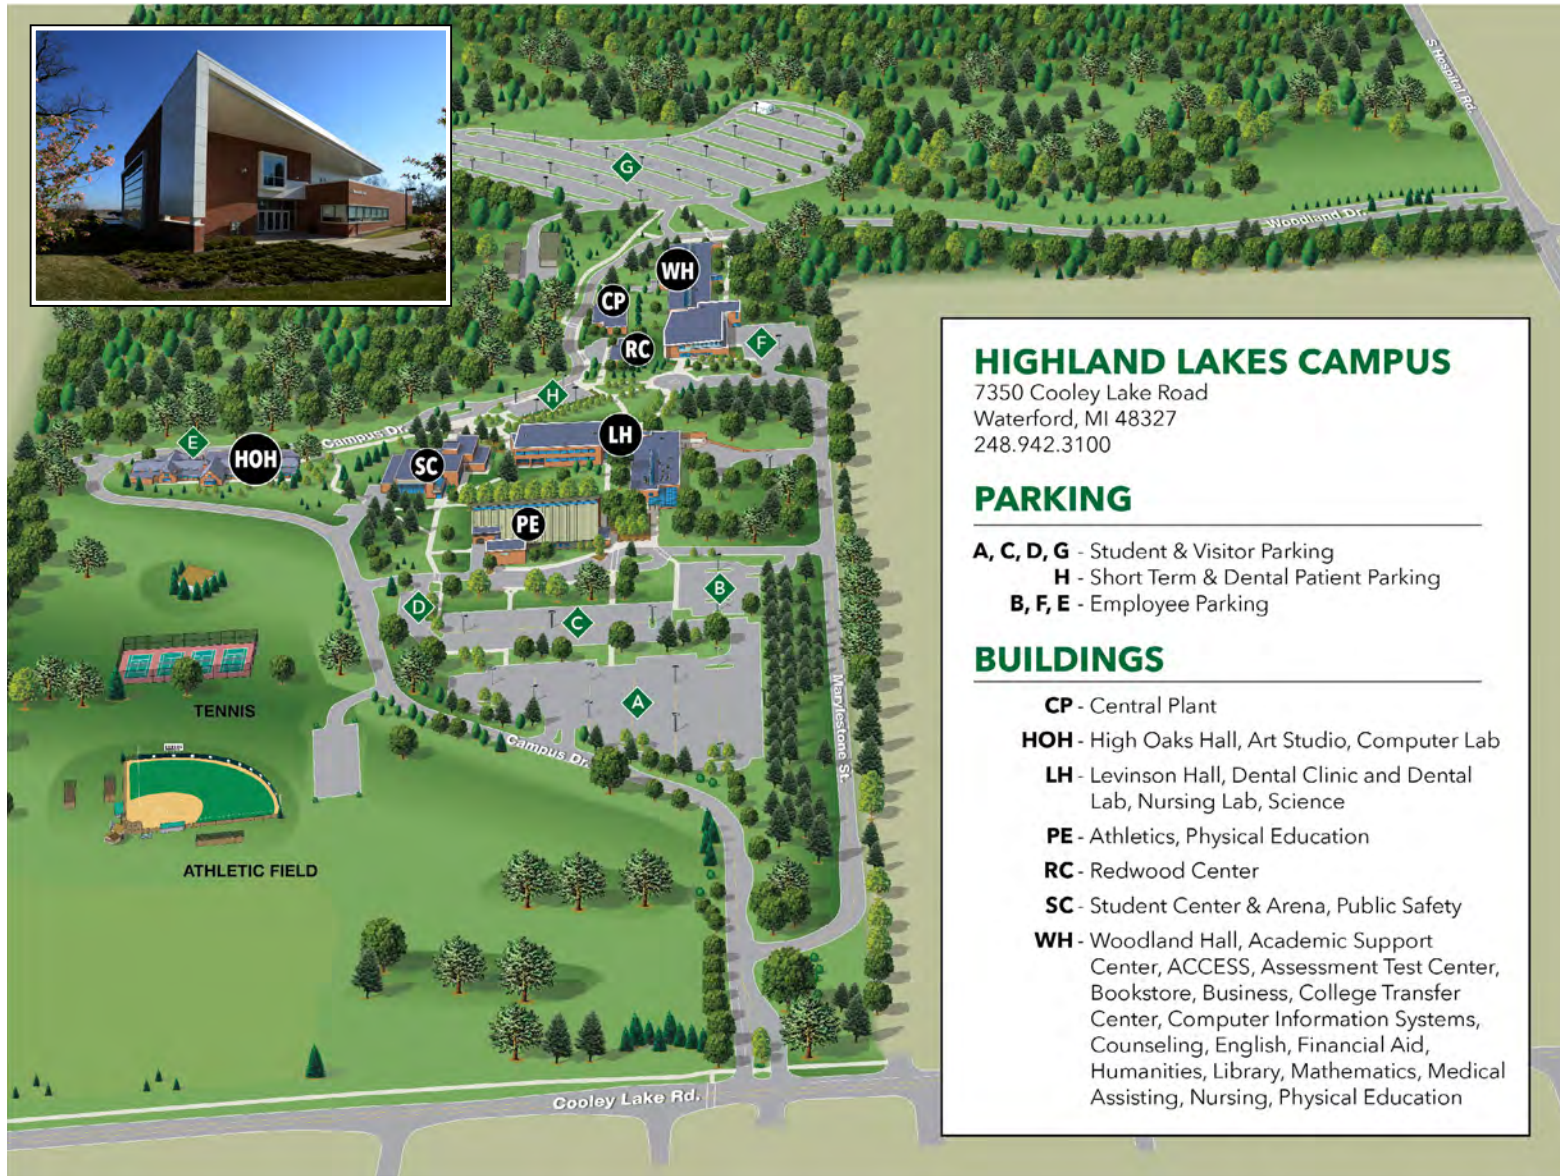 S Hospital Rd.
G
Woodland Dr.
WH
CP
RC
F
H
LH
Campus Dr.
E
HOH
SC
PE
B
D
C
A
TENNIS
Campus Dr.
Marylestone St.
ATHLETIC FIELD
Cooley Lake Rd.
HIGHLAND LAKES CAMPUS
7350 Cooley Lake Road
Waterford, MI 48327
248.942.3100
PARKING
A, C, D, G - Student & Visitor Parking
H - Short Term & Dental Patient Parking
B, F, E - Employee Parking
BUILDINGS
CP - Central Plant
HOH - High Oaks Hall, Art Studio, Computer Lab
LH - Levinson Hall, Dental Clinic and Dental
Lab, Nursing Lab, Science
PE - Athletics, Physical Education
RC - Redwood Center
SC - Student Center & Arena, Public Safety
WH - Woodland Hall, Academic Support
Center, ACCESS, Assessment Test Center,
Bookstore, Business, College Transfer
Center, Computer Information Systems,
Counseling, English, Financial Aid,
Humanities, Library, Mathematics, Medical
Assisting, Nursing, Physical Education